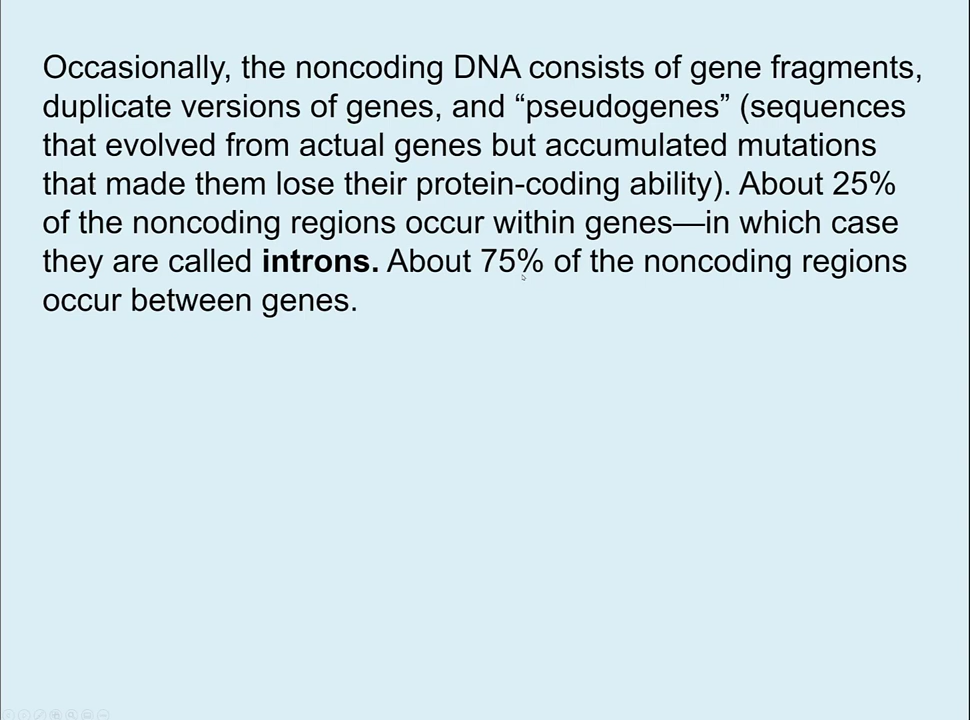 Occasionally, the noncoding DNA consists of gene fragments,
duplicate versions of genes, and “pseudogenes” (sequences
that evolved from actual genes but accumulated mutations
that made them lose their protein-coding ability). About 25%
of the noncoding regions occur within genes—in which case
they are called introns. About 75% of the noncoding regions
occur between genes.